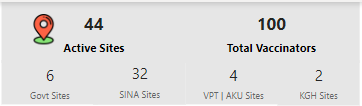 44 100
Active Sites Total Vaccinators
6 32 4 2
Govt Sites SINA Sites VPT | AKU Sites KGH Sites